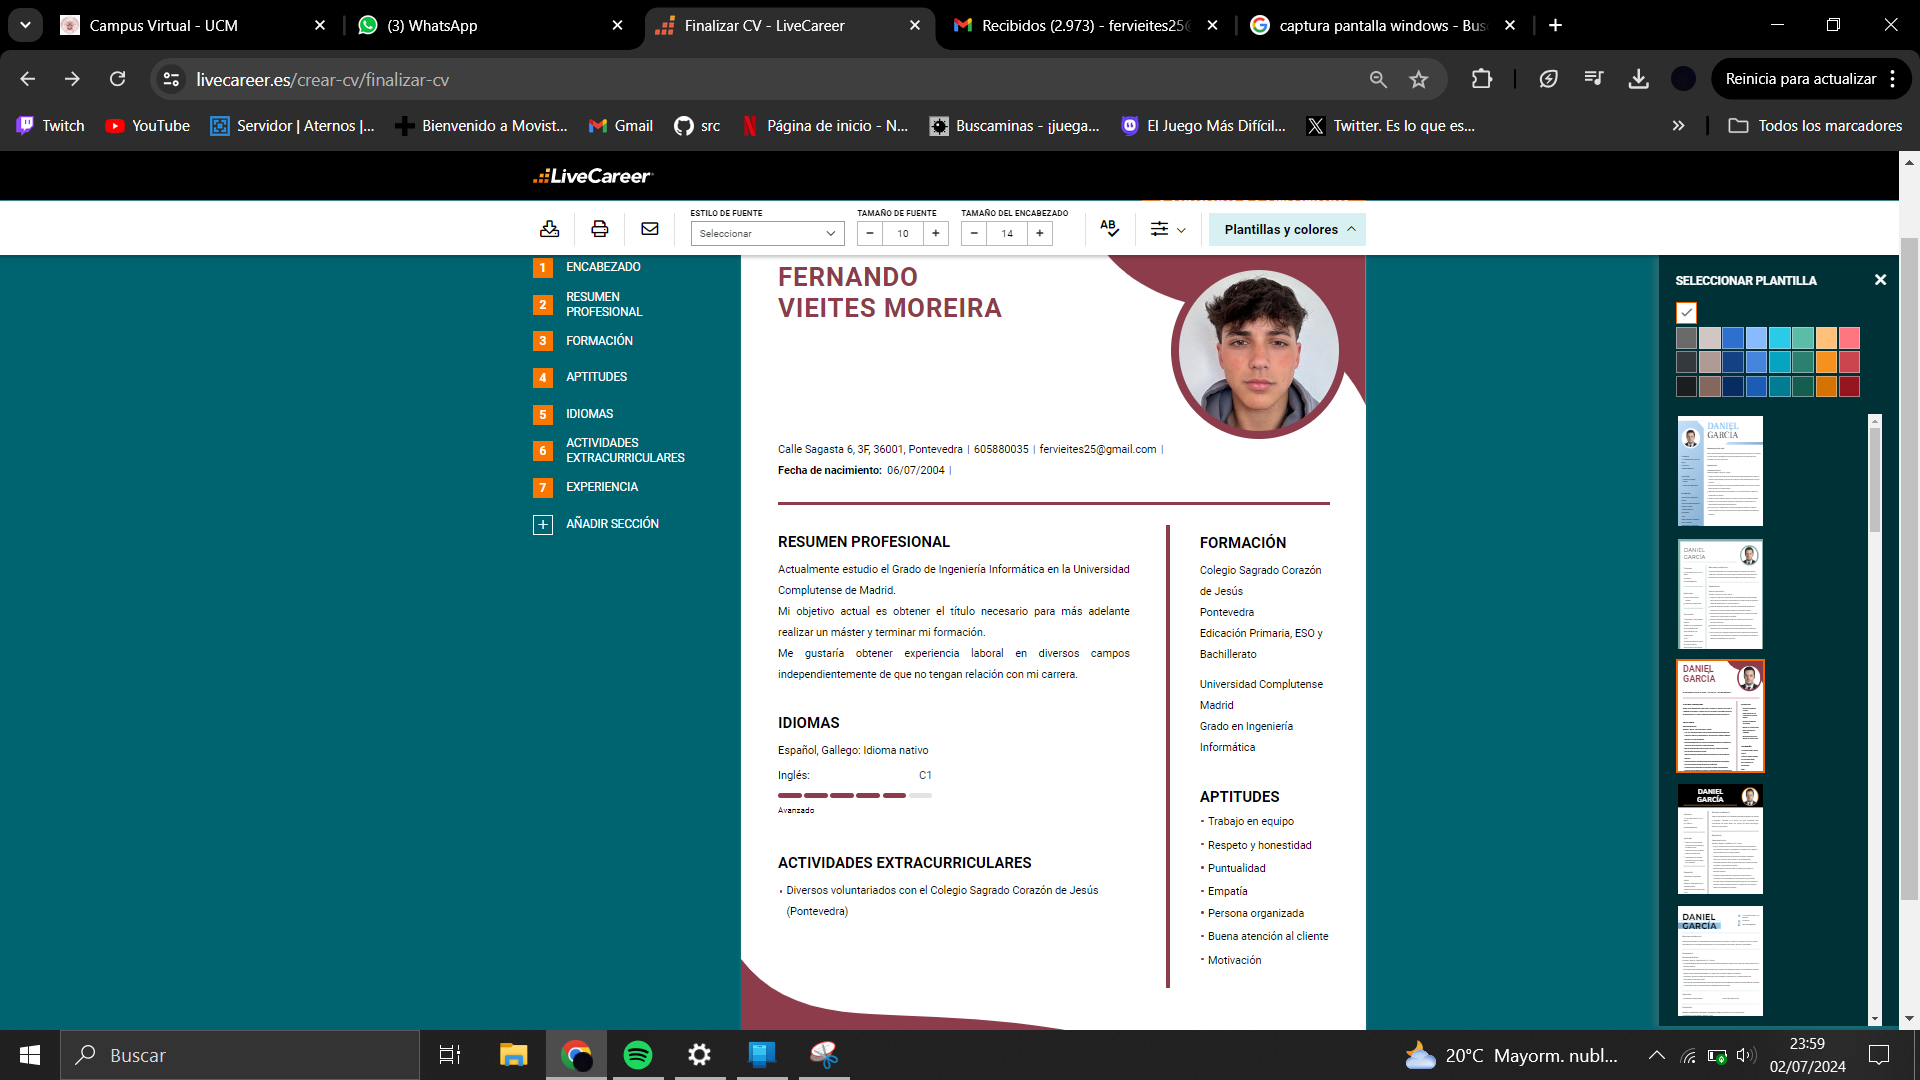 Campus Virtual - UCM
(3) WhatsApp
Finalizar CV - LiveCareer
Recibidos (2.973) - fervieites25@
captura pantalla windows - Bus
livecareer.es/crear-cv/finalizar-cv
Reinicia para actualizar
Twitch
YouTube
Servidor | Aternos |...
Bienvenido a Movist...
Gmail
src
Página de inicio - N...
Buscaminas - ¡juega...
El Juego Más Difícil...
Twitter. Es lo que es...
Todos los marcadores
LiveCareer
ESTILO DE FUENTE
Seleccionar
TAMAÑO DE FUENTE
10
TAMAÑO DEL ENCABEZADO
14
Plantillas y colores
1 ENCABEZADO
2 RESUMEN
PROFESIONAL
3 FORMACIÓN
4 APTITUDES
5 IDIOMAS
6 ACTIVIDADES
EXTRACURRICULARES
7 EXPERIENCIA
AÑADIR SECCIÓN
FERNANDO
VIEITES MOREIRA
Calle Sagasta 6, 3F, 36001, Pontevedra | 605880035 | fervieites25@gmail.com |
Fecha de nacimiento: 06/07/2004 |
RESUMEN PROFESIONAL
Actualmente estudio el Grado de Ingeniería Informática en la Universidad
Complutense de Madrid.
Mi objetivo actual es obtener el título necesario para más adelante
realizar un máster y terminar mi formación.
Me gustaría obtener experiencia laboral en diversos campos
independientemente de que no tengan relación con mi carrera.
IDIOMAS
Español, Gallego: Idioma nativo
Inglés: C1
Avanzado
ACTIVIDADES EXTRACURRICULARES
• Diversos voluntariados con el Colegio Sagrado Corazón de Jesús
(Pontevedra)
FORMACIÓN
Colegio Sagrado Corazón
de Jesús
Pontevedra
Edicación Primaria, ESO y
Bachillerato
Universidad Complutense
Madrid
Grado en Ingeniería
Informática
APTITUDES
• Trabajo en equipo
• Respeto y honestidad
• Puntualidad
• Empatía
• Persona organizada
• Buena atención al cliente
• Motivación
SELECCIONAR PLANTILLA
DANIEL
GARCÍA
DANIEL
GARCÍA
DANIEL
GARCÍA
DANIEL
GARCÍA
DANIEL
GARCÍA
Buscar
20°C Mayorm. nubl...
23:59
02/07/2024